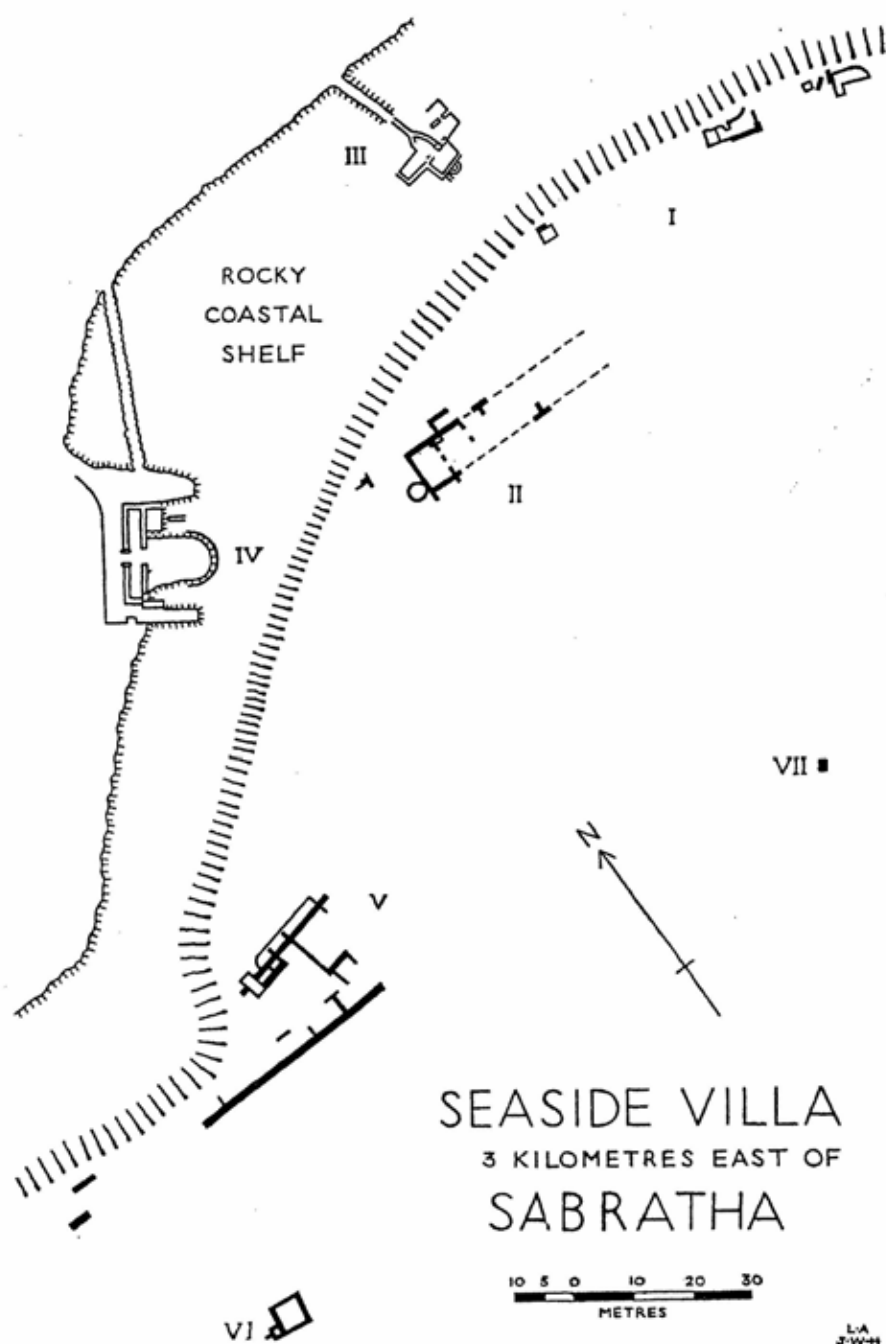 III
I
ROCKY
COASTAL
SHELF
II
IV
VII
N
V
SEASIDE VILLA
3 KILOMETRES EAST OF
SABRATHA
10 5 0 10 20 30
METRES
VI
L.A
J.W-H